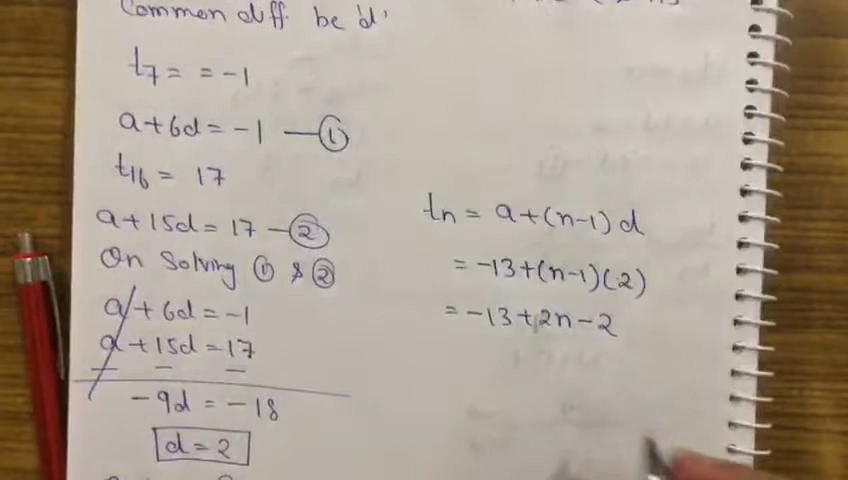 Common diff. be 'd'
t7 = = -1
a+6d = -1 — ①
t16 = 17
a+15d = 17 — ②
On Solving ① & ②
a + 6d = -1
a + 15d = 17
- - -
-9d = -18
d = 2
tn = a+(n-1) d
= -13+(n-1)(2)
= -13+2n-2